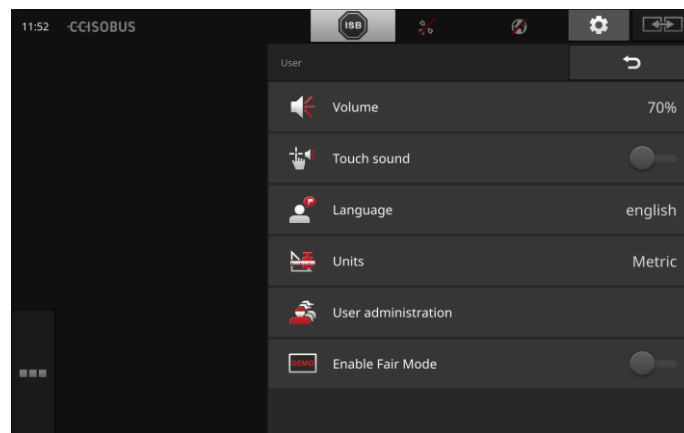 11:52 CCISOBUS
ISB
User
Volume 70%
Touch sound
Language english
Units Metric
User administration
DEMO Enable Fair Mode